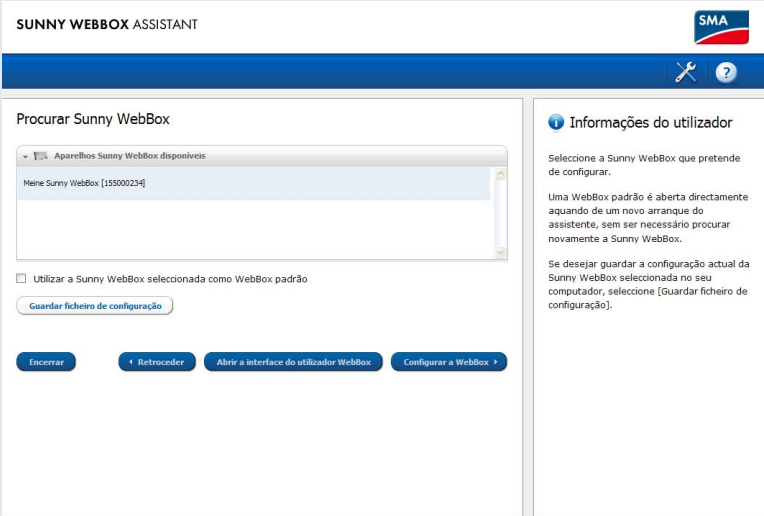 SUNNY WEBBOX ASSISTANT
SMA
?
Procurar Sunny WebBox
Aparelhos Sunny WebBox disponíveis
Meine Sunny WebBox [155000234]
Utilizar a Sunny WebBox seleccionada como WebBox padrão
Guardar ficheiro de configuração
Encerrar
Retroceder
Abrir a interface do utilizador WebBox
Configurar a WebBox
i Informações do utilizador
Seleccione a Sunny WebBox que pretende
de configurar.
Uma WebBox padrão é aberta directamente
aquando de um novo arranque do
assistente, sem ser necessário procurar
novamente a Sunny WebBox.
Se desejar guardar a configuração actual da
Sunny WebBox seleccionada no seu
computador, seleccione [Guardar ficheiro de
configuração].